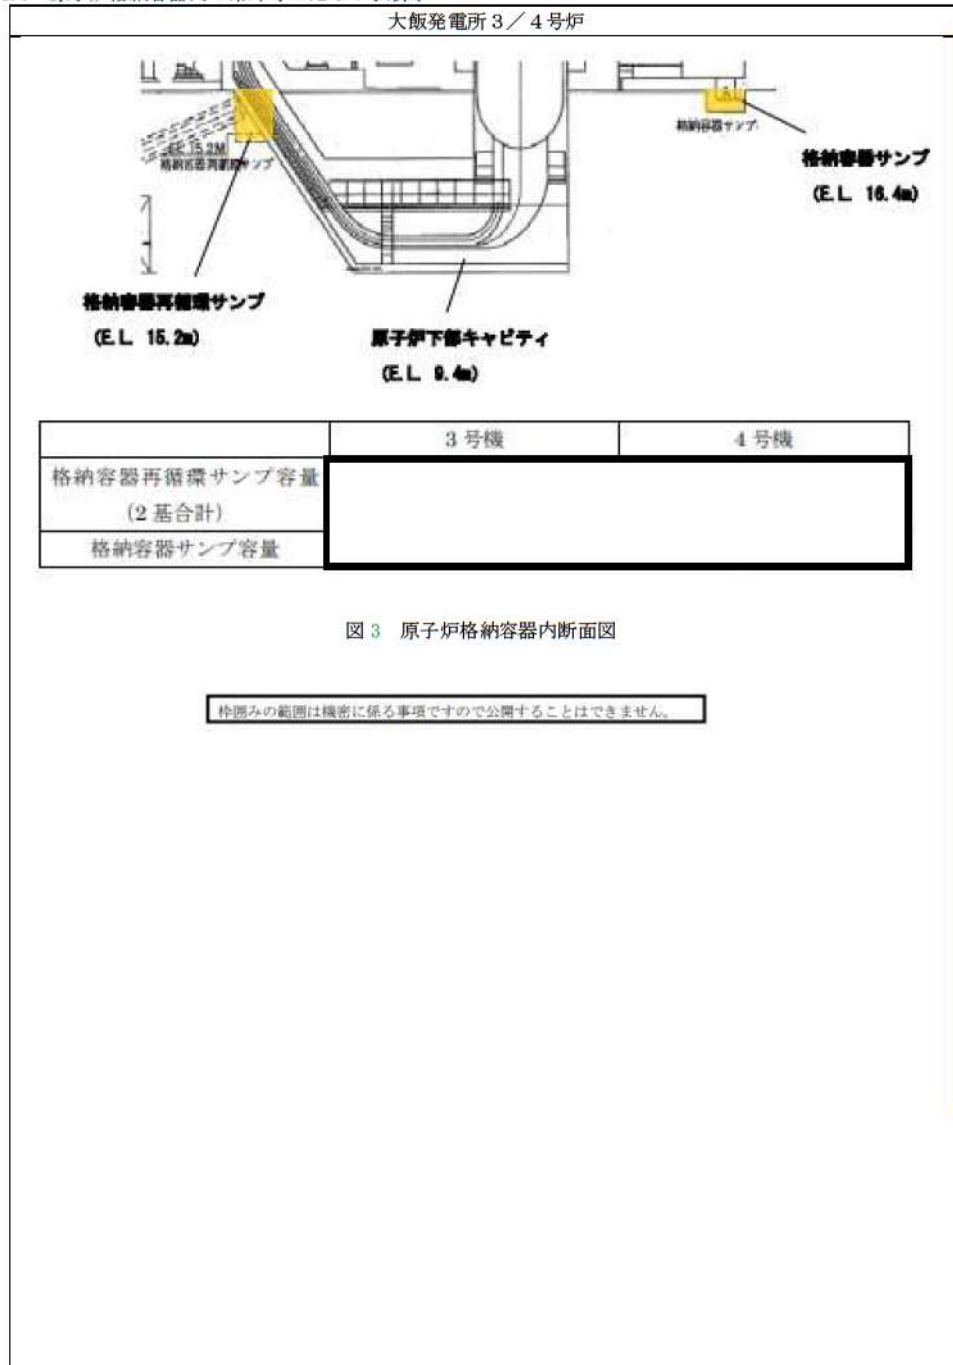 大飯発電所3／4号炉
格納容器サンプ
格納容器サンプ
(E.L. 16.4m)
E.L 15.2M
格納容器再循環サンプ
格納容器再循環サンプ
(E.L. 15.2m)
原子炉下部キャビティ
(E.L. 9.4m)
3号機 4号機
格納容器再循環サンプ容量
(2基合計)
格納容器サンプ容量
図3 原子炉格納容器内断面図
枠囲みの範囲は機密に係る事項ですので公開することはできません。